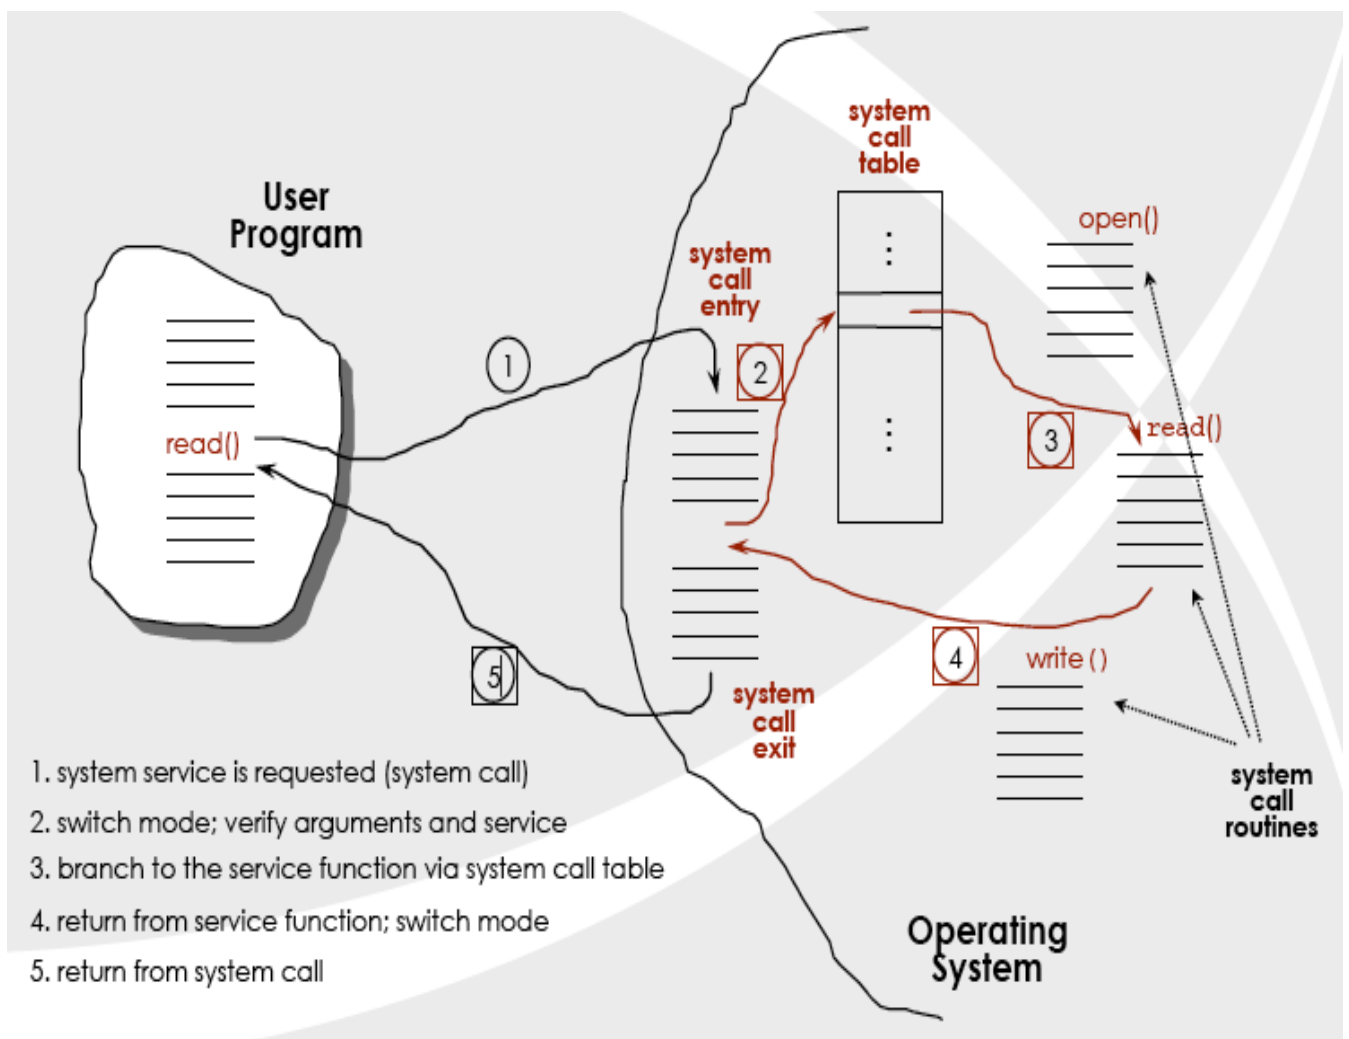 User
Program
read()
1
system
call
entry
2
system
call
table
⋮
⋮
open()
3
read()
4
write ()
5
system
call
exit
system
call
routines
Operating
System
1. system service is requested (system call)
2. switch mode; verify arguments and service
3. branch to the service function via system call table
4. return from service function; switch mode
5. return from system call